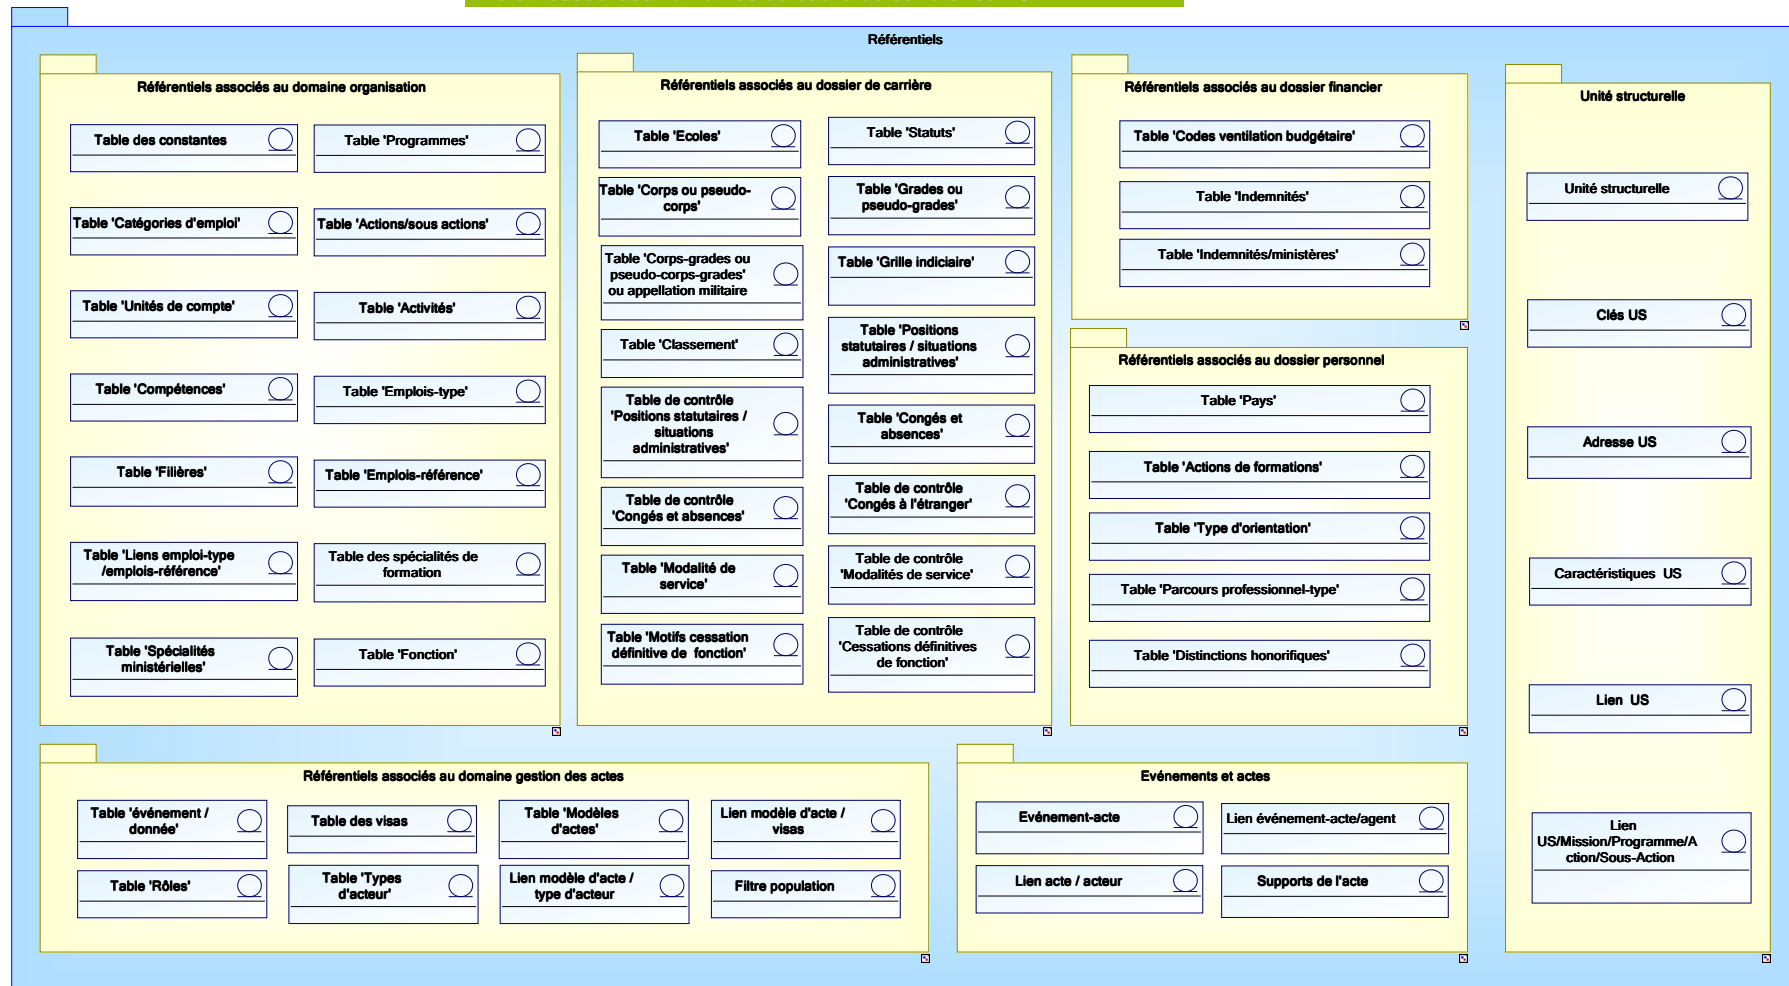 Référentiels
Référentiels associés au domaine organisation
Table des constantes
Table 'Programmes'
Table 'Catégories d'emploi'
Table 'Actions/sous actions'
Table 'Unités de compte'
Table 'Activités'
Table 'Compétences'
Table 'Emplois-type'
Table 'Filières'
Table 'Emplois-référence'
Table 'Liens emploi-type
/emplois-référence'
Table des spécialités de
formation
Table 'Spécialités
ministérielles'
Table 'Fonction'
Référentiels associés au dossier de carrière
Table 'Ecoles'
Table 'Statuts'
Table 'Corps ou pseudo-
corps'
Table 'Grades ou
pseudo-grades'
Table 'Corps-grades ou
pseudo-corps-grades'
ou appellation militaire
Table 'Grille indiciaire'
Table 'Classement'
Table 'Positions
statutaires / situations
administratives'
Table de contrôle
'Positions statutaires /
situations
administratives'
Table 'Congés et
absences'
Table de contrôle
'Congés et absences'
Table de contrôle
'Congés à l'étranger'
Table 'Modalité de
service'
Table de contrôle
'Modalités de service'
Table 'Motifs cessation
définitive de  fonction'
Table de contrôle
'Cessations définitives
de fonction'
Référentiels associés au dossier financier
Table 'Codes ventilation budgétaire'
Table 'Indemnités'
Table 'Indemnités/ministères'
Référentiels associés au dossier personnel
Table 'Pays'
Table 'Actions de formations'
Table 'Type d'orientation'
Table 'Parcours professionnel-type'
Table 'Distinctions honorifiques'
Unité structurelle
Unité structurelle
Clés US
Adresse US
Caractéristiques  US
Lien  US
Lien
US/Mission/Programme/A
ction/Sous-Action
Référentiels associés au domaine gestion des actes
Table 'événement /
donnée'
Table des visas
Table 'Modèles
d'actes'
Lien modèle d'acte /
visas
Table 'Rôles'
Table 'Types
d'acteur'
Lien modèle d'acte /
type d'acteur
Filtre population
Evénements et actes
Evénement-acte
Lien événement-acte/agent
Lien acte / acteur
Supports de l'acte